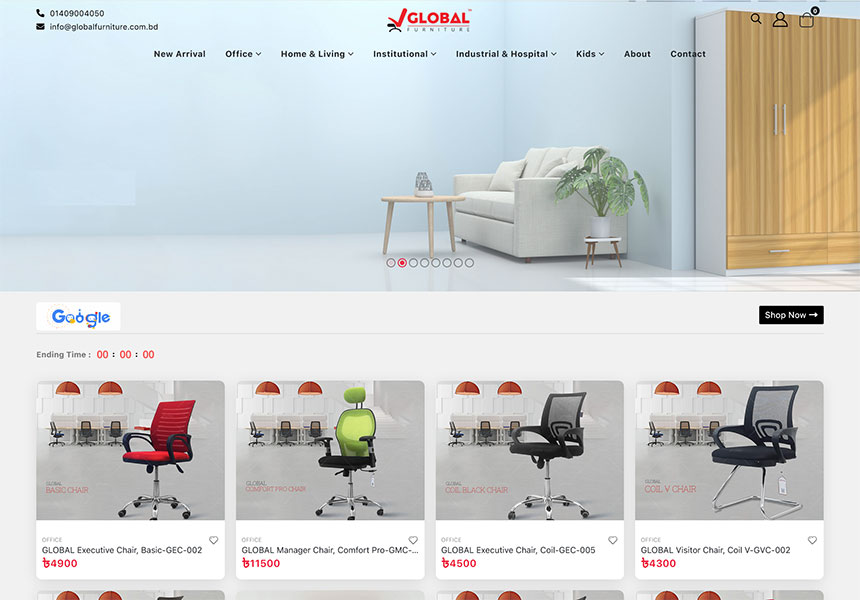 01409004050
info@globalfurniture.com.bd
GLOBAL
FURNITURE
0
New Arrival Office Home & Living Institutional Industrial & Hospital Kids About Contact
Google
Shop Now
Ending Time : 00 : 00 : 00
GLOBAL
BASIC CHAIR
GLOBAL
COMFORT PRO CHAIR
GLOBAL
COIL BLACK CHAIR
GLOBAL
COIL V CHAIR
OFFICE
GLOBAL Executive Chair, Basic-GEC-002
৳4900
OFFICE
GLOBAL Manager Chair, Comfort Pro-GMC-...
৳11500
OFFICE
GLOBAL Executive Chair, Coil-GEC-005
৳4500
OFFICE
GLOBAL Visitor Chair, Coil V-GVC-002
৳4300